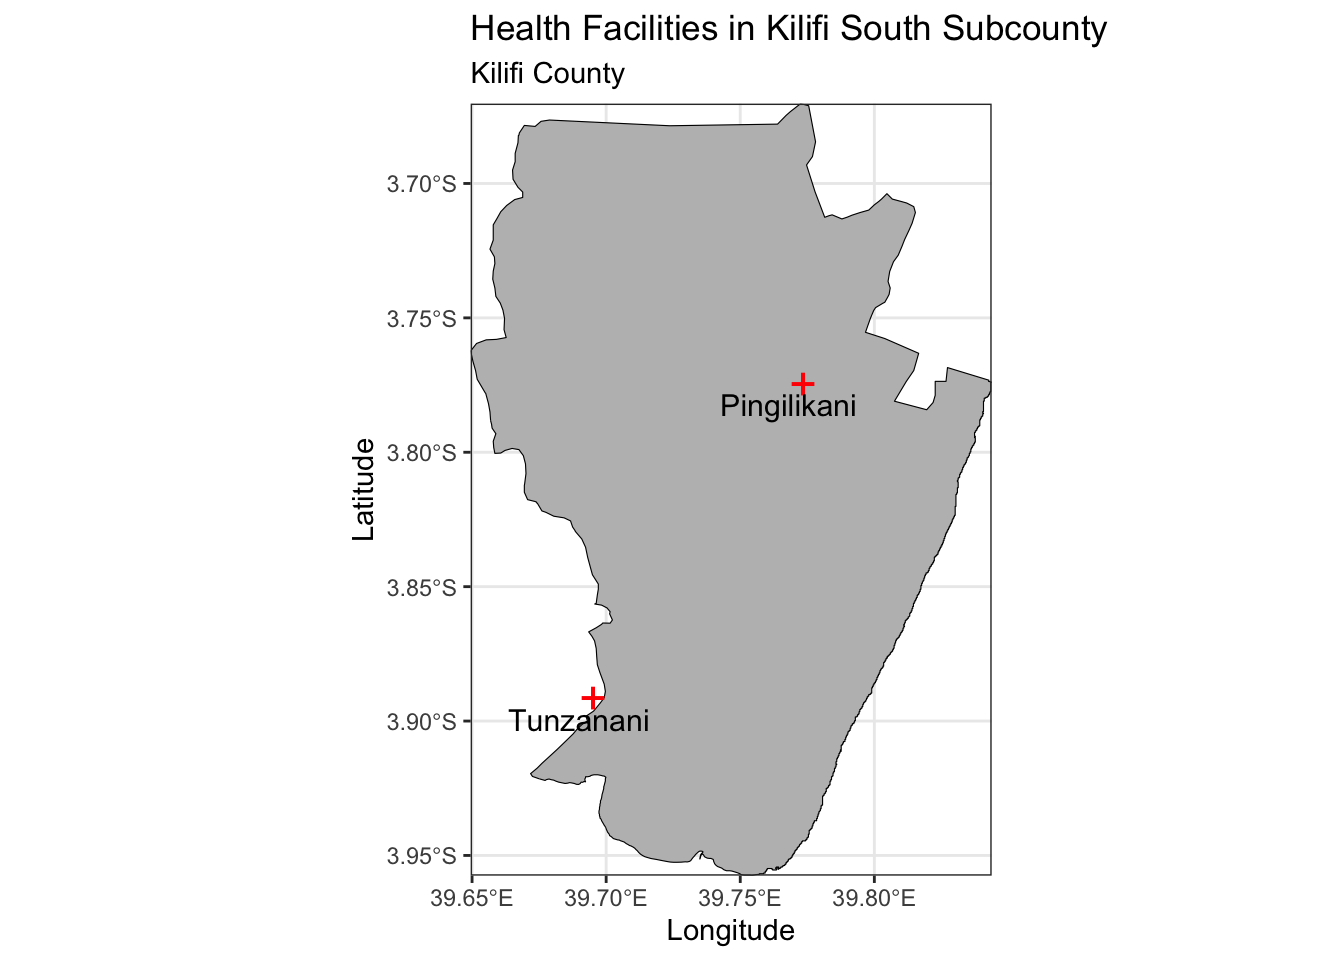 Health Facilities in Kilifi South Subcounty
Kilifi County
3.70°S
3.75°S
Pingilikani
3.80°S
Latitude
3.85°S
Tunzanani
3.90°S
3.95°S
39.65°E 39.70°E 39.75°E 39.80°E
Longitude